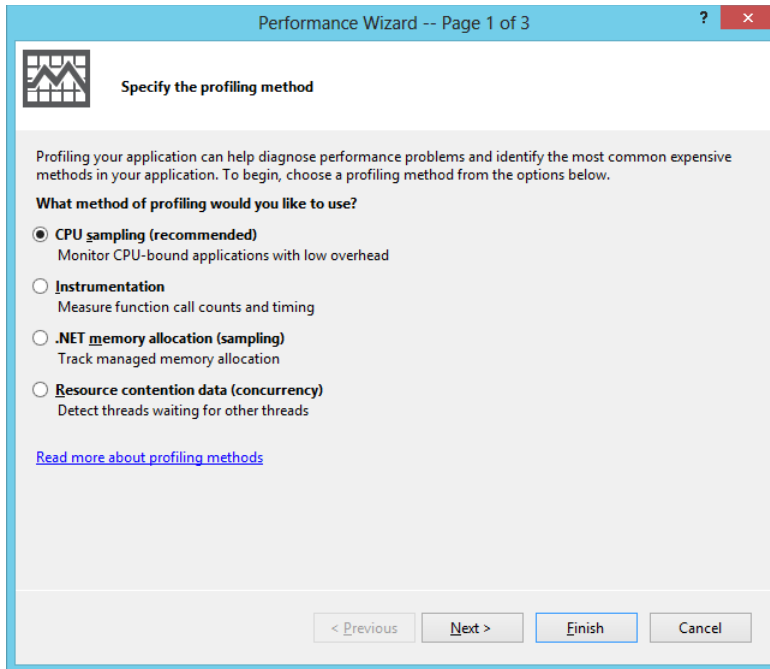 Performance Wizard -- Page 1 of 3
?
Specify the profiling method
Profiling your application can help diagnose performance problems and identify the most common expensive
methods in your application. To begin, choose a profiling method from the options below.
What method of profiling would you like to use?
CPU sampling (recommended)
Monitor CPU-bound applications with low overhead
Instrumentation
Measure function call counts and timing
.NET memory allocation (sampling)
Track managed memory allocation
Resource contention data (concurrency)
Detect threads waiting for other threads
Read more about profiling methods
< Previous
Next >
Finish
Cancel